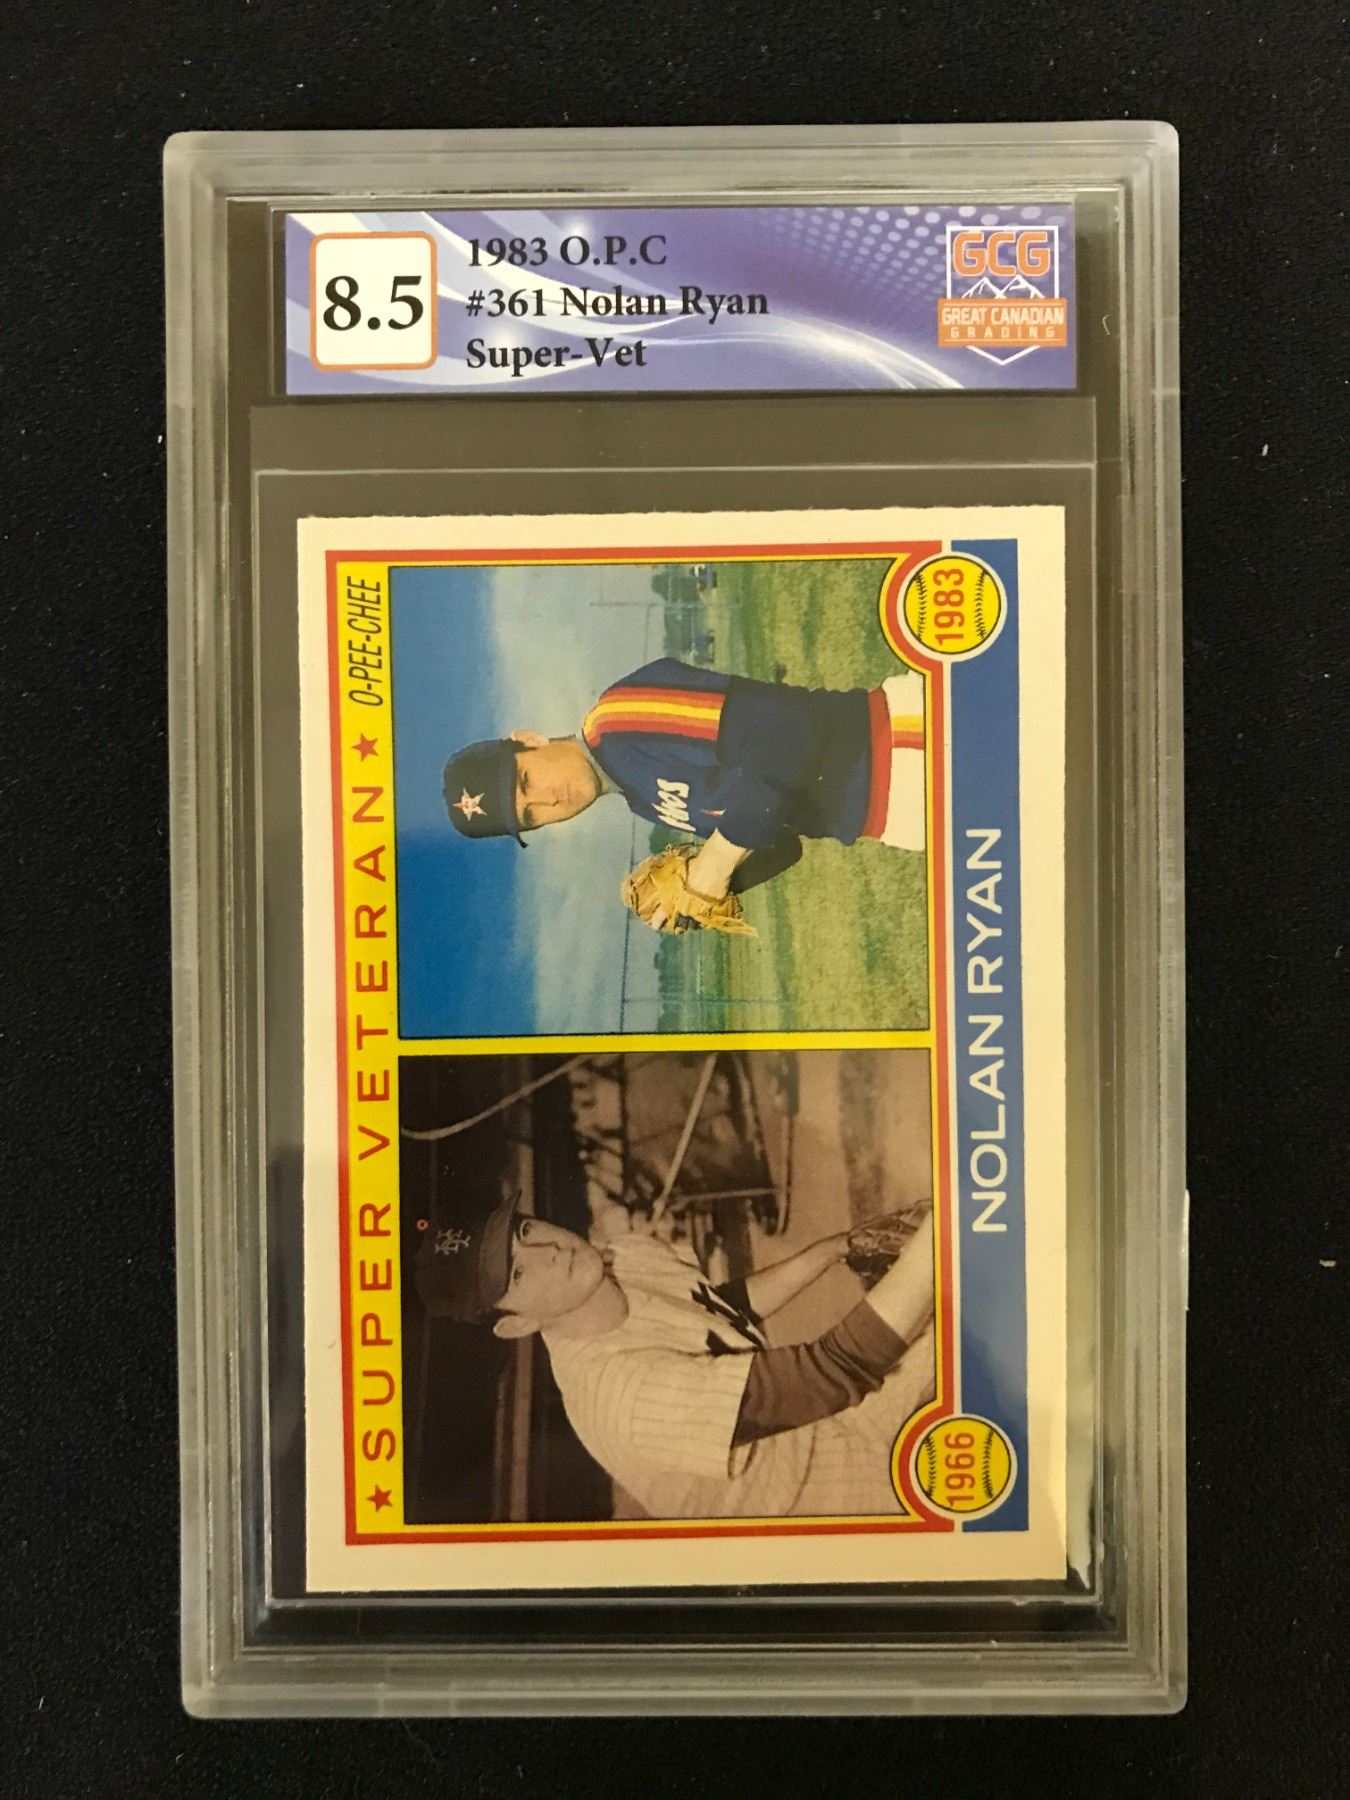 8.5
1983 O.P.C
#361 Nolan Ryan
Super-Vet
GCG
GREAT CANADIAN
GRADING
★ SUPER VETERAN ★
O-PEE-CHEE
1966
1983
NOLAN RYAN
NY